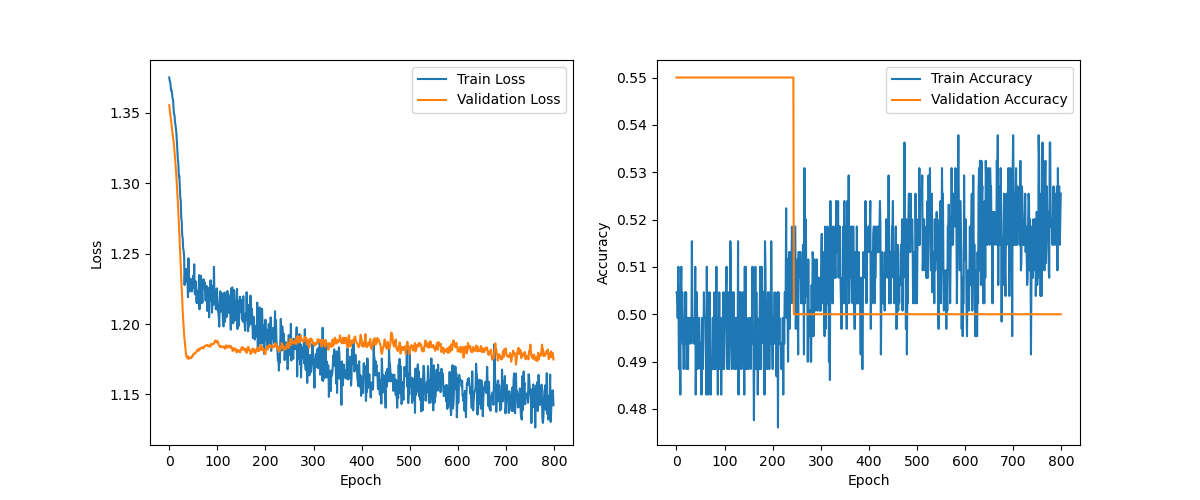 Train Loss
Validation Loss
1.35
1.30
1.25
1.20
1.15
Loss
0 100 200 300 400 500 600 700 800
Epoch
Train Accuracy
Validation Accuracy
0.55
0.54
0.53
0.52
0.51
0.50
0.49
0.48
Accuracy
0 100 200 300 400 500 600 700 800
Epoch